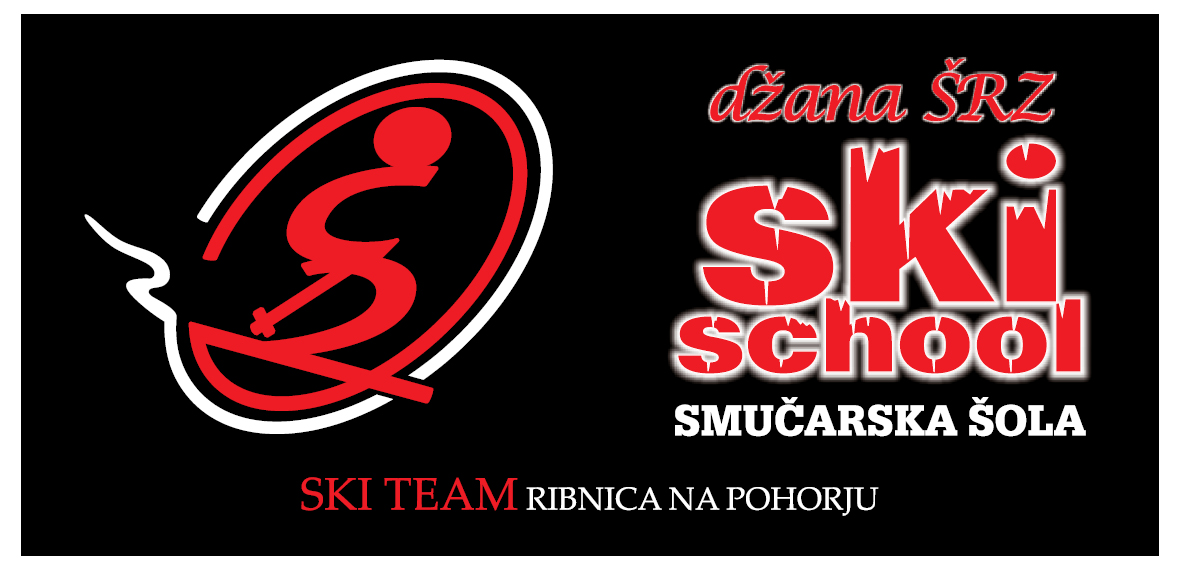 džana ŠRZ
ski
school
SMUČARSKA ŠOLA
SKI TEAM RIBNICA NA POHORJU